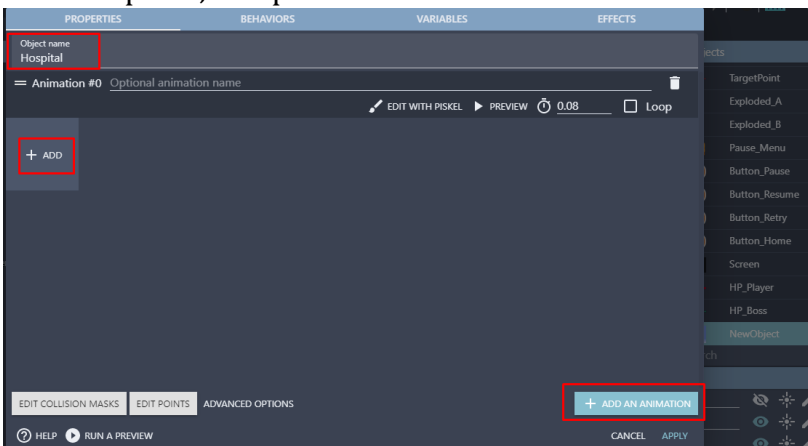 PROPERTIES BEHAVIORS VARIABLES EFFECTS
Object name
Hospital
Animation #0 Optional animation name
EDIT WITH PISKEL PREVIEW 0.08 Loop
+ ADD
EDIT COLLISION MASKS EDIT POINTS ADVANCED OPTIONS + ADD AN ANIMATION
HELP RUN A PREVIEW CANCEL APPLY
jects
TargetPoint
Exploded_A
Exploded_B
Pause_Menu
Button_Pause
Button_Resume
Button_Retry
Button_Home
Screen
HP_Player
HP_Boss
NewObject
ch